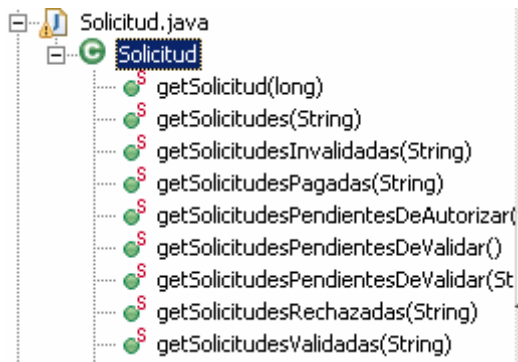 Solicitud.java
Solicitud
getSolicitud(long)
getSolicitudes(String)
getSolicitudesInvalidadas(String)
getSolicitudesPagadas(String)
getSolicitudesPendientesDeAutorizar(
getSolicitudesPendientesDeValidar()
getSolicitudesPendientesDeValidar(St
getSolicitudesRechazadas(String)
getSolicitudesValidadas(String)